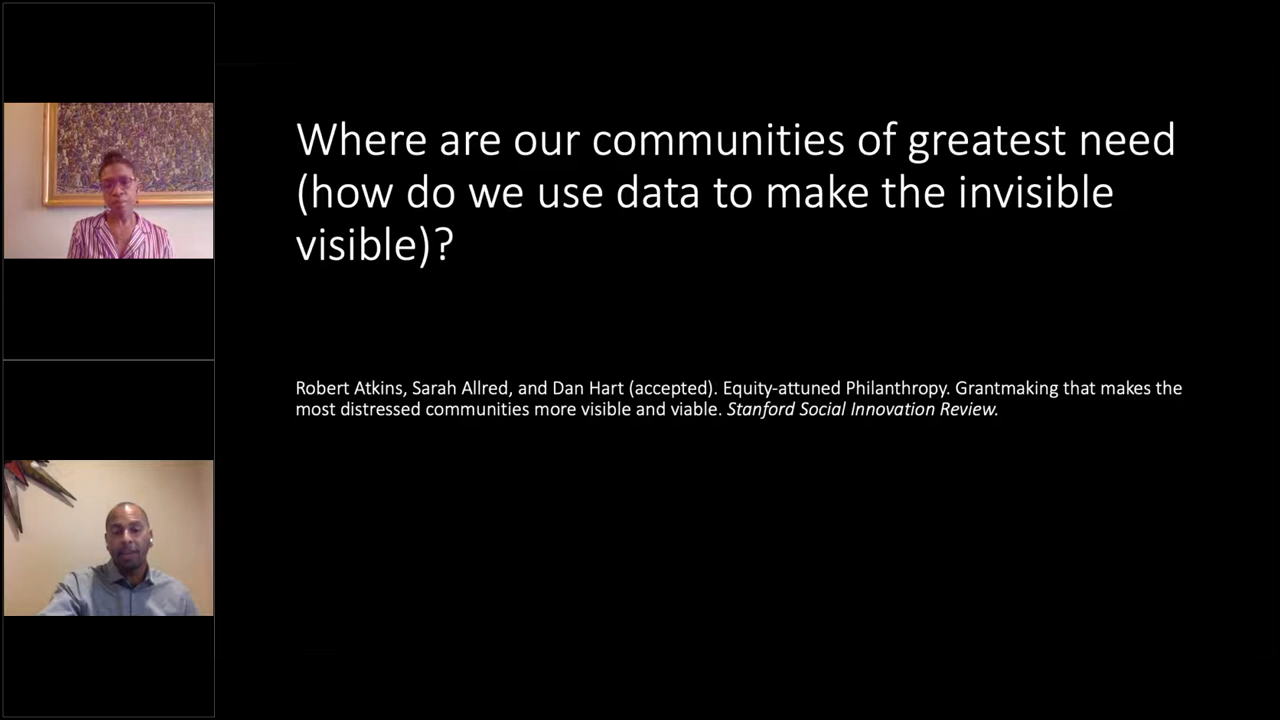 Where are our communities of greatest need
(how do we use data to make the invisible
visible)?
Robert Atkins, Sarah Allred, and Dan Hart (accepted). Equity-attuned Philanthropy. Grantmaking that makes the
most distressed communities more visible and viable. Stanford Social Innovation Review.